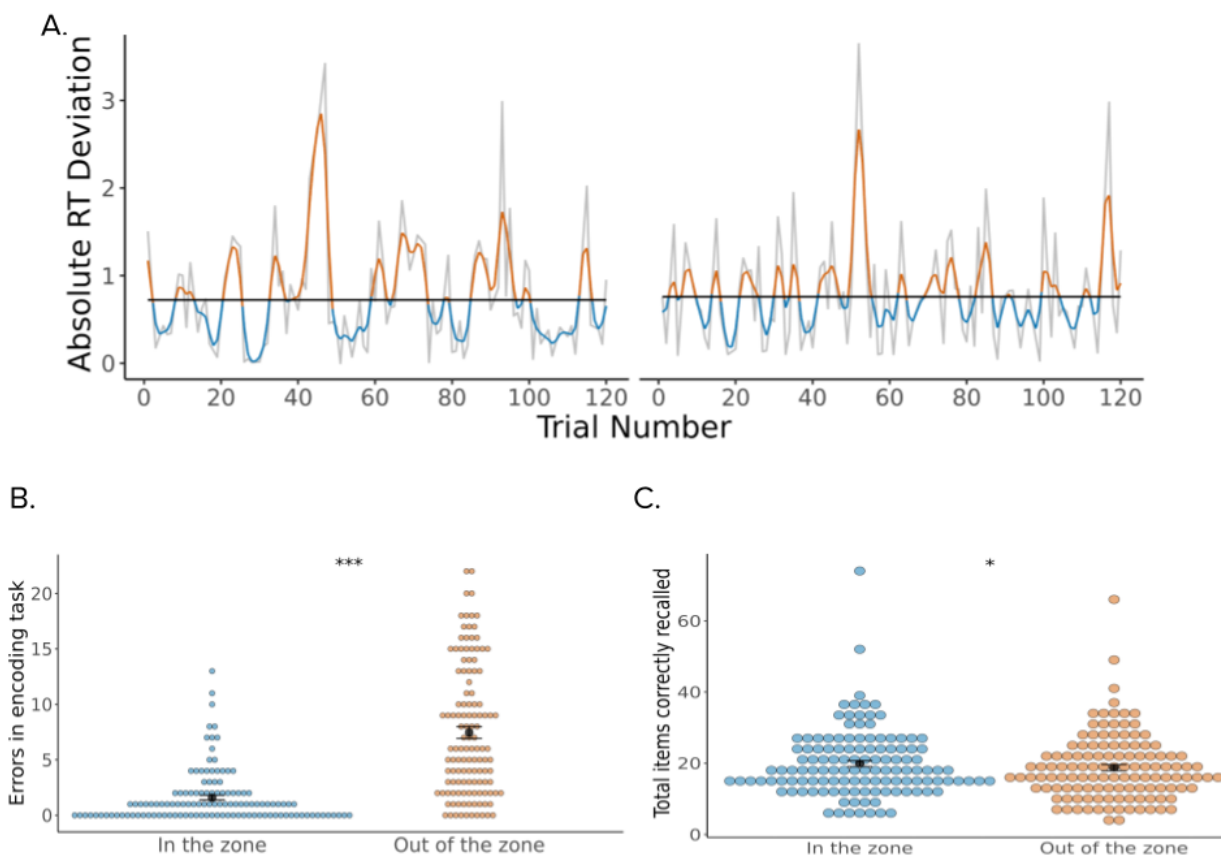 A.
Absolute RT Deviation
3
2
1
0
0 20 40 60 80 100 120
0 20 40 60 80 100 120
Trial Number
B.
***
Errors in encoding task
20
15
10
5
0
In the zone Out of the zone
C.
*
Total items correctly recalled
60
40
20
0
In the zone Out of the zone